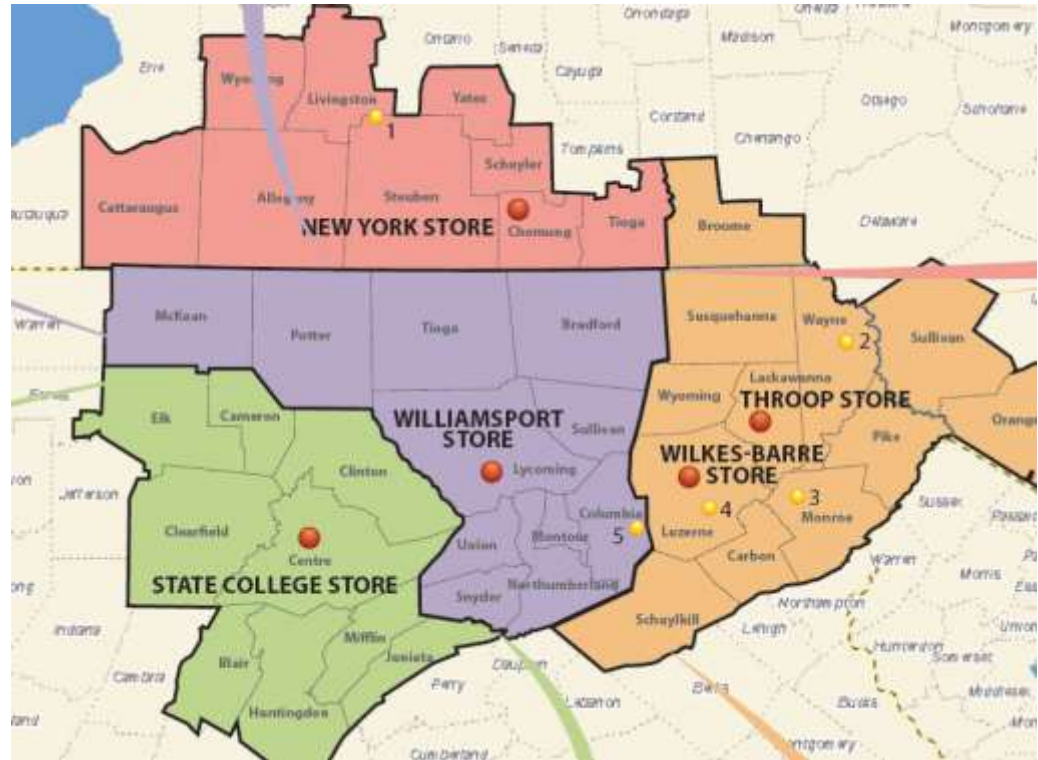 Erie
Ontario
Seneca
Cayuga
Onondaga
Madison
Oneida
Montgomery
Otsego
Schoharie
Wyoming
Livingston
1
Yates
Cortland
Chenango
Tompkins
Schuyler
Cattaraugus
Allegany
Steuben
NEW YORK STORE
Chemung
Tioga
Broome
Delaware
McKean
Potter
Tioga
Bradford
Susquehanna
Wayne
2
Sullivan
Warren
Elk
Cameron
WILLIAMSPORT
STORE
Sullivan
Wyoming
Lackawanna
THROOP STORE
Orange
Pike
Clinton
Lycoming
WILKES-BARRE
STORE
3
Monroe
Jefferson
Clearfield
Centre
STATE COLLEGE STORE
Union
Montour
Columbia
5
Luzerne
4
Carbon
Sussex
Passaic
Warren
Morris
Snyder
Northumberland
Schuylkill
Northampton
Lehigh
Indiana
Cambria
Blair
Mifflin
Juniata
Huntingdon
Perry
Dauphin
Lebanon
Berks
Bucks
Hunterdon
Somerset
Union
Middlesex
Cumberland